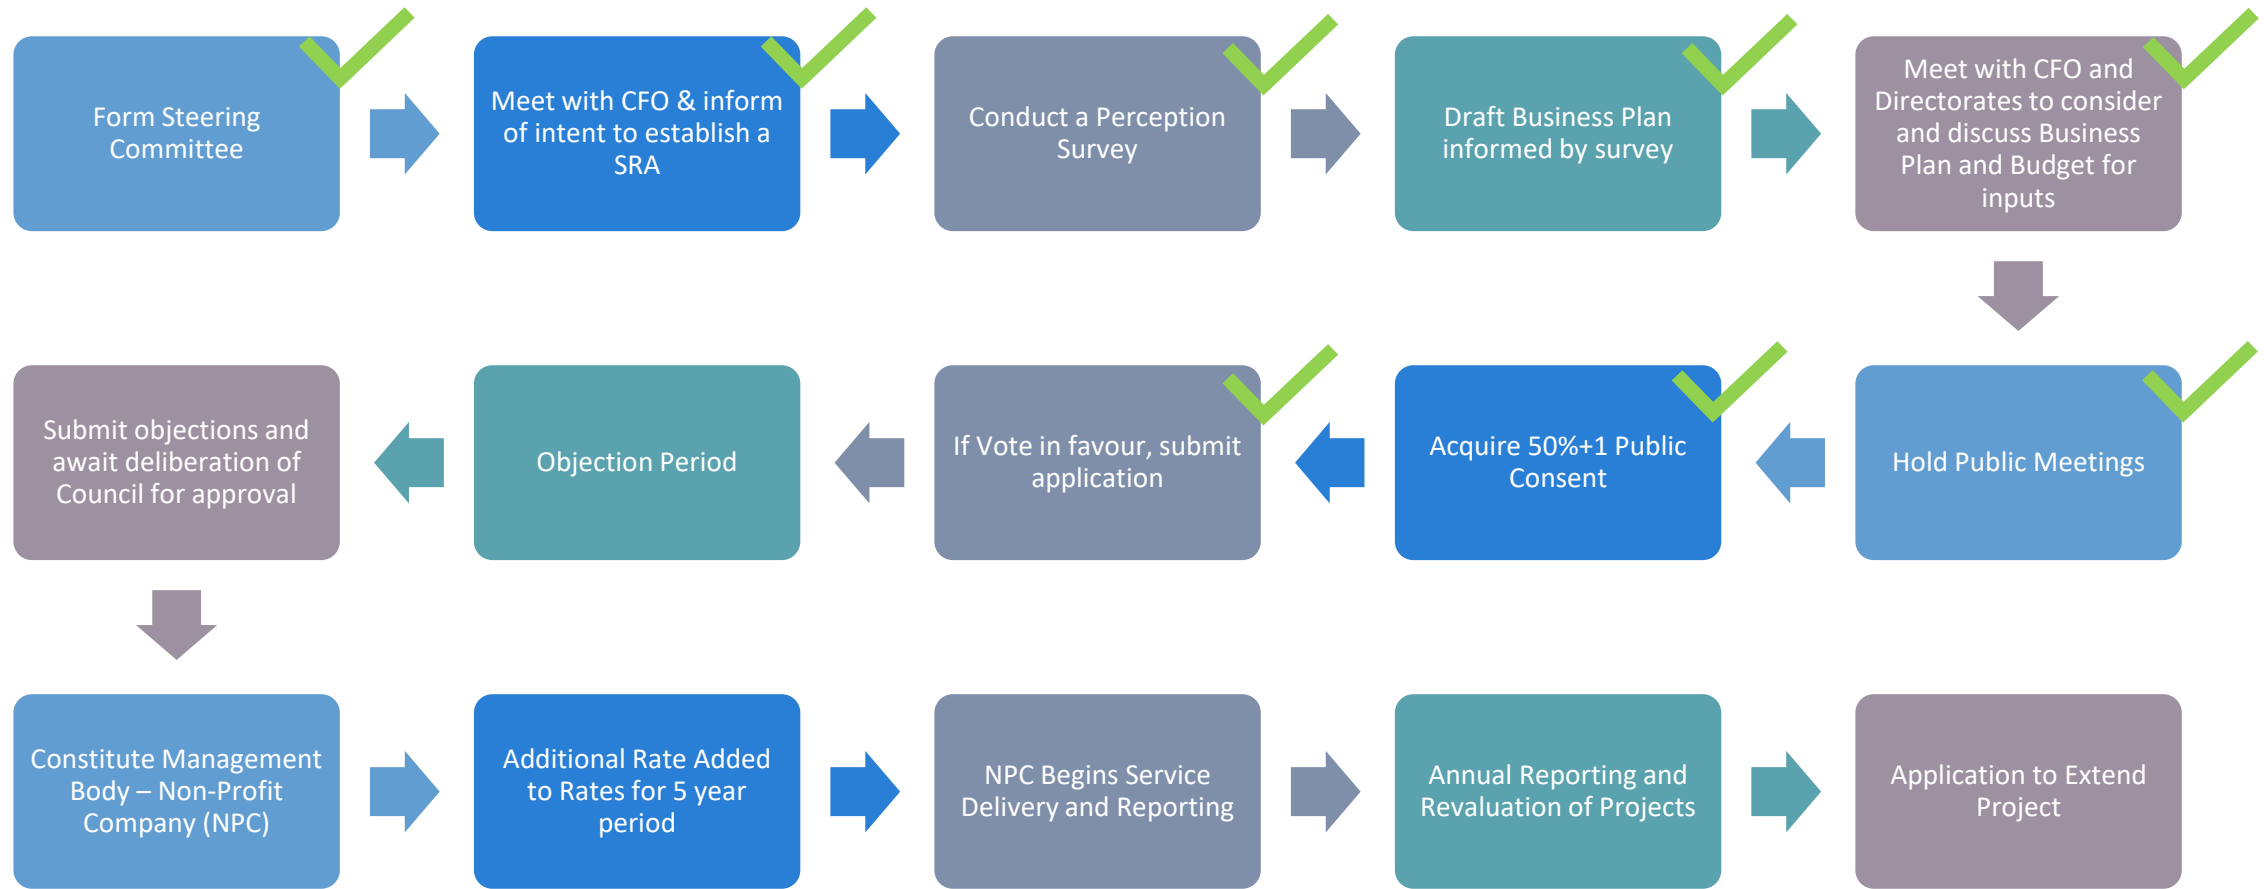 Form Steering
Committee
Meet with CFO & inform
of intent to establish a
SRA
Conduct a Perception
Survey
Draft Business Plan
informed by survey
Meet with CFO and
Directorates to consider
and discuss Business
Plan and Budget for
inputs
Hold Public Meetings
Acquire 50%+1 Public
Consent
If Vote in favour, submit
application
Objection Period
Submit objections and
await deliberation of
Council for approval
Constitute Management
Body – Non-Profit
Company (NPC)
Additional Rate Added
to Rates for 5 year
period
NPC Begins Service
Delivery and Reporting
Annual Reporting and
Revaluation of Projects
Application to Extend
Project